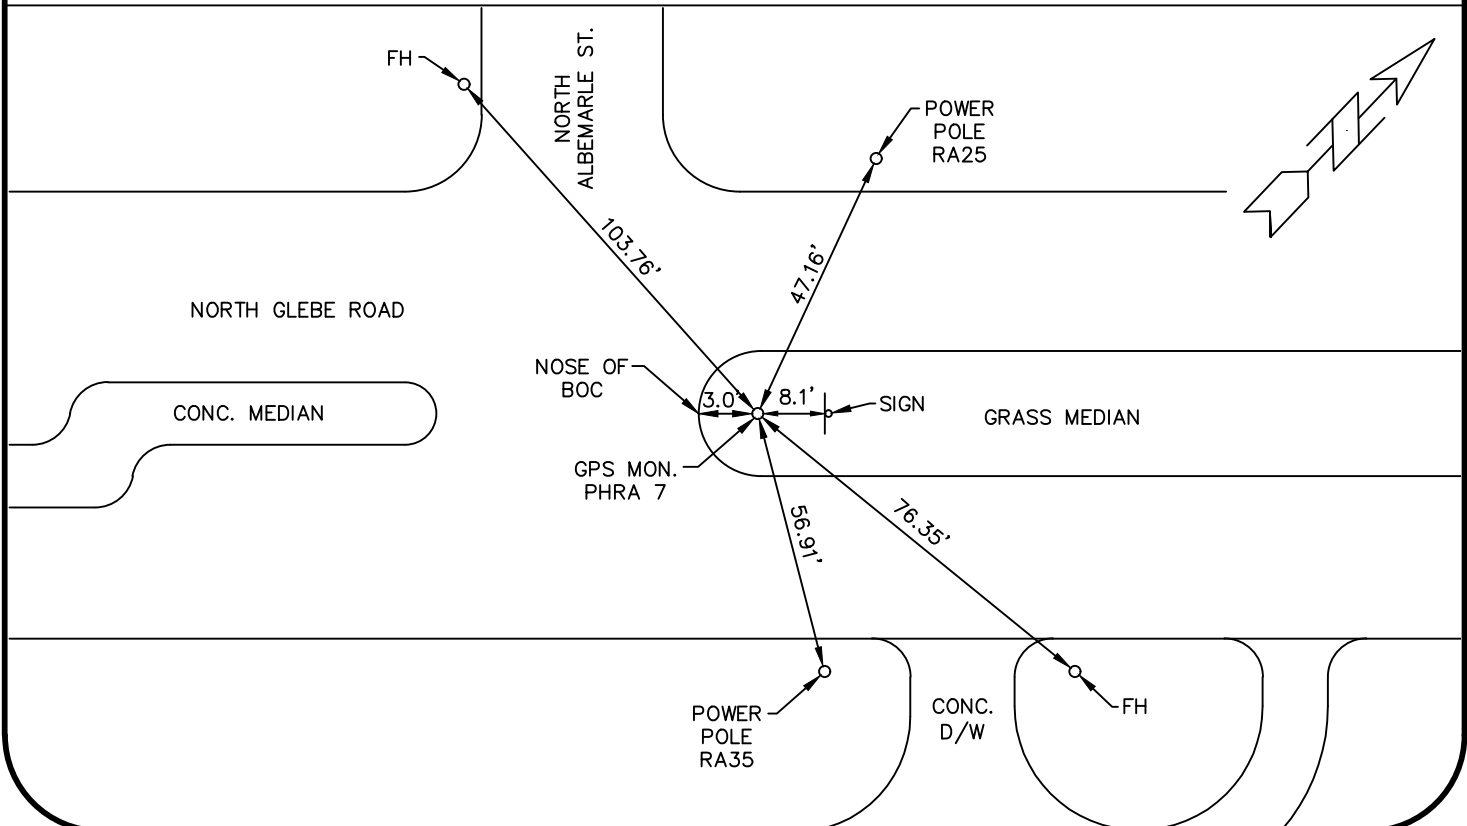 FH
NORTH
ALBEMARLE ST.
POWER
POLE
RA25
103.76'
47.16'
NORTH GLEBE ROAD
NOSE OF
BOC
3.0'
8.1'
SIGN
CONC. MEDIAN
GRASS MEDIAN
GPS MON.
PHRA 7
56.91'
76.35'
POWER
POLE
RA35
CONC.
D/W
FH